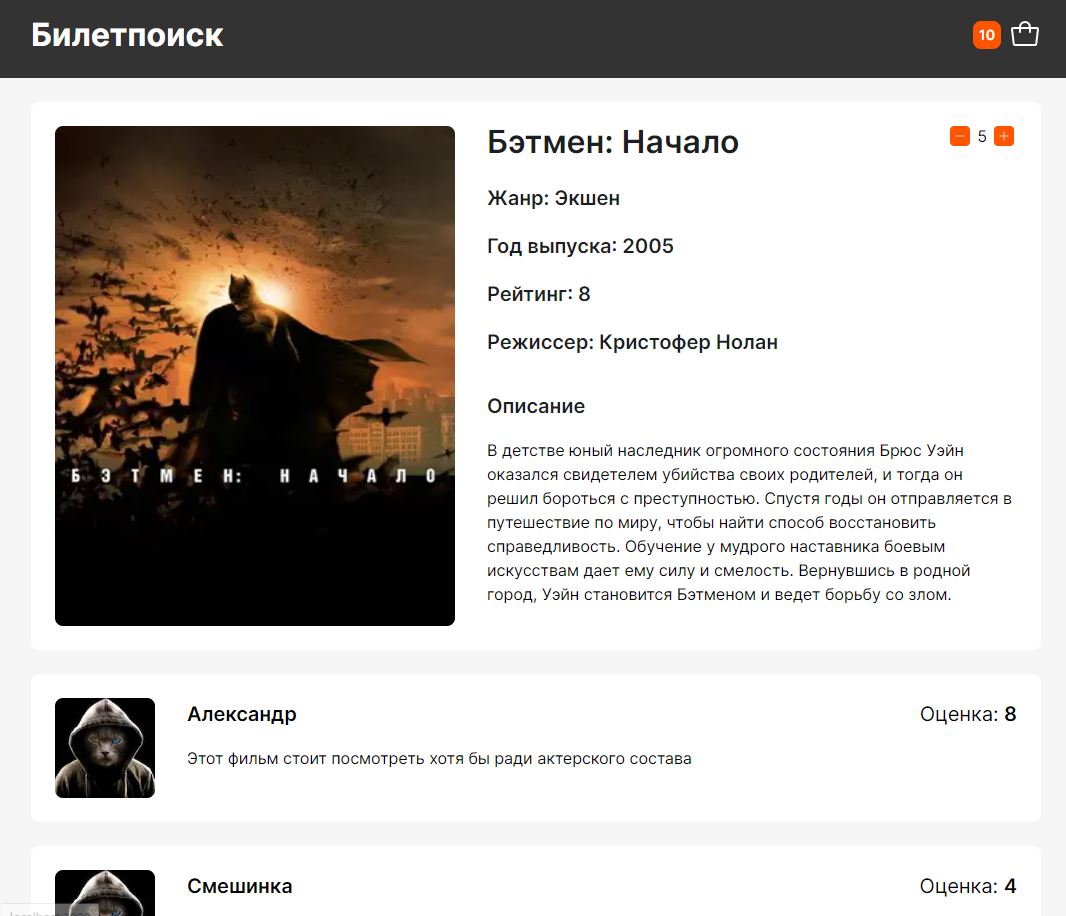 Билетпоиск
10
Бэтмен: Начало
− 5 +
Жанр: Экшен
Год выпуска: 2005
Рейтинг: 8
Режиссер: Кристофер Нолан
Описание
В детстве юный наследник огромного состояния Брюс Уэйн
оказался свидетелем убийства своих родителей, и тогда он
решил бороться с преступностью. Спустя годы он отправляется в
путешествие по миру, чтобы найти способ восстановить
справедливость. Обучение у мудрого наставника боевым
искусствам дает ему силу и смелость. Вернувшись в родной
город, Уэйн становится Бэтменом и ведет борьбу со злом.
БЭТМЕН: НАЧАЛО
Александр
Оценка: 8
Этот фильм стоит посмотреть хотя бы ради актерского состава
Смешинка
Оценка: 4